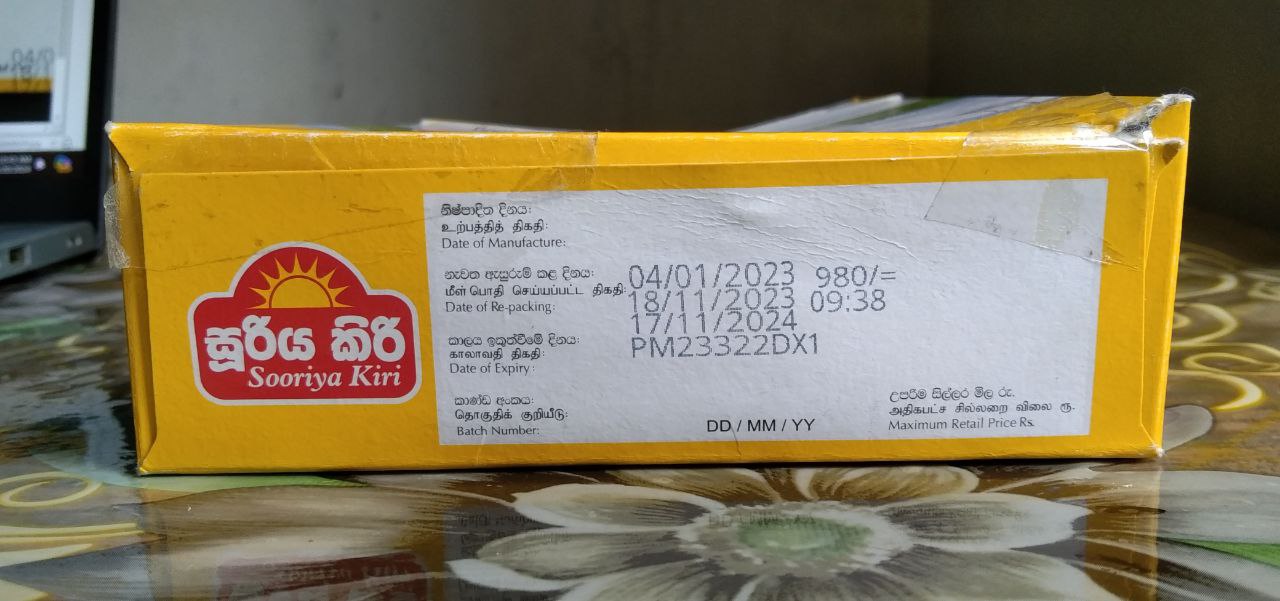 සූරිය කිරි
Sooriya Kiri
නිෂ්පාදිත දිනය:
உற்பத்தித் திகதி:
Date of Manufacture:
නැවත ඇසුරුම් කළ දිනය:
மீள் பொதி செய்யப்பட்ட திகதி:
Date of Re-packing:
කාලය ඉකුත්වීමේ දිනය:
காலாவதி திகதி:
Date of Expiry:
කාණ්ඩ අංකය:
தொகுதிக் குறியீடு:
Batch Number:
04/01/2023 980/=
18/11/2023 09:38
17/11/2024
PM23322DX1
DD / MM / YY
උපරිම සිල්ලර මිල රු.
அதிகபட்ச சில்லறை விலை ரூ.
Maximum Retail Price Rs.